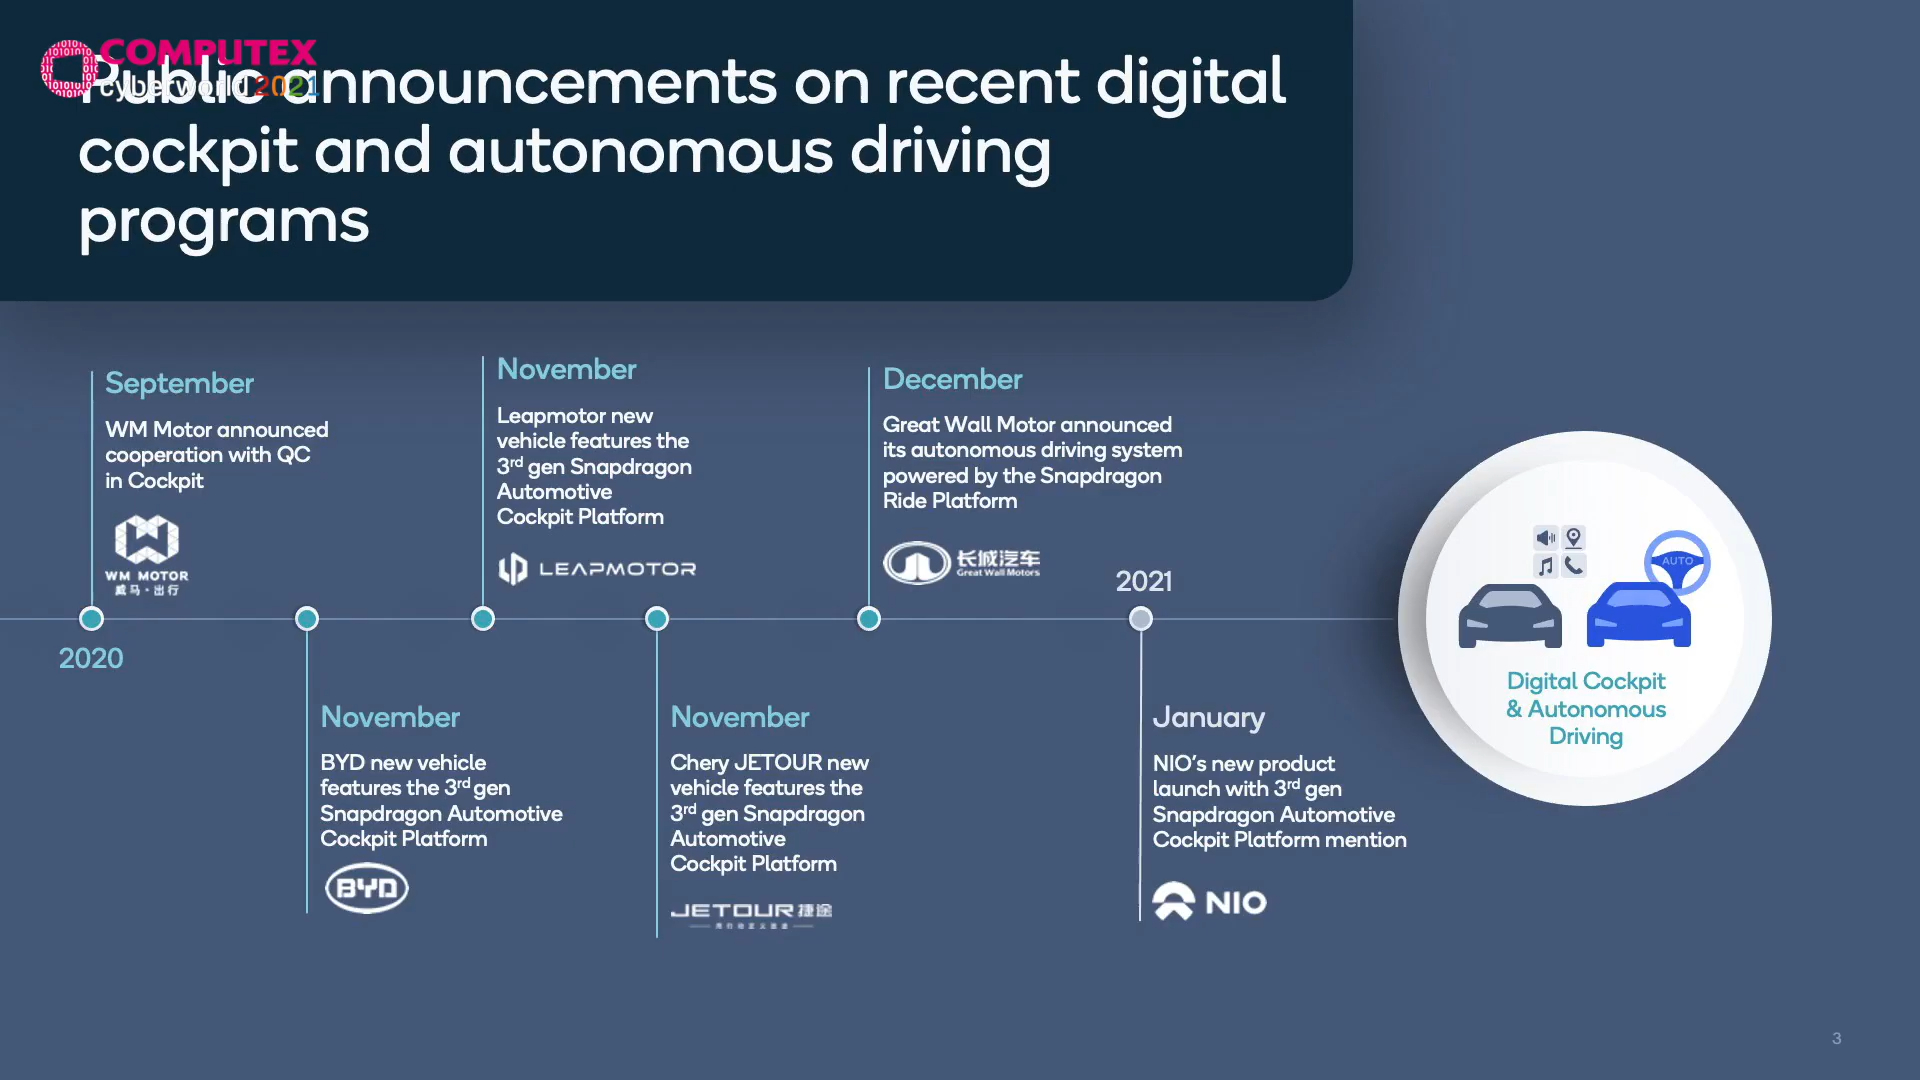 COMPUTEX
cyberworld 2021
Public announcements on recent digital
cockpit and autonomous driving
programs
September
WM Motor announced
cooperation with QC
in Cockpit
WM MOTOR
威马·出行
2020
November
BYD new vehicle
features the 3rd gen
Snapdragon Automotive
Cockpit Platform
BYD
November
Leapmotor new
vehicle features the
3rd gen Snapdragon
Automotive
Cockpit Platform
LEAPMOTOR
November
Chery JETOUR new
vehicle features the
3rd gen Snapdragon
Automotive
Cockpit Platform
JETOUR 捷途
December
Great Wall Motor announced
its autonomous driving system
powered by the Snapdragon
Ride Platform
长城汽车
Great Wall Motors
2021
January
NIO’s new product
launch with 3rd gen
Snapdragon Automotive
Cockpit Platform mention
NIO
AUTO
Digital Cockpit
& Autonomous
Driving
3